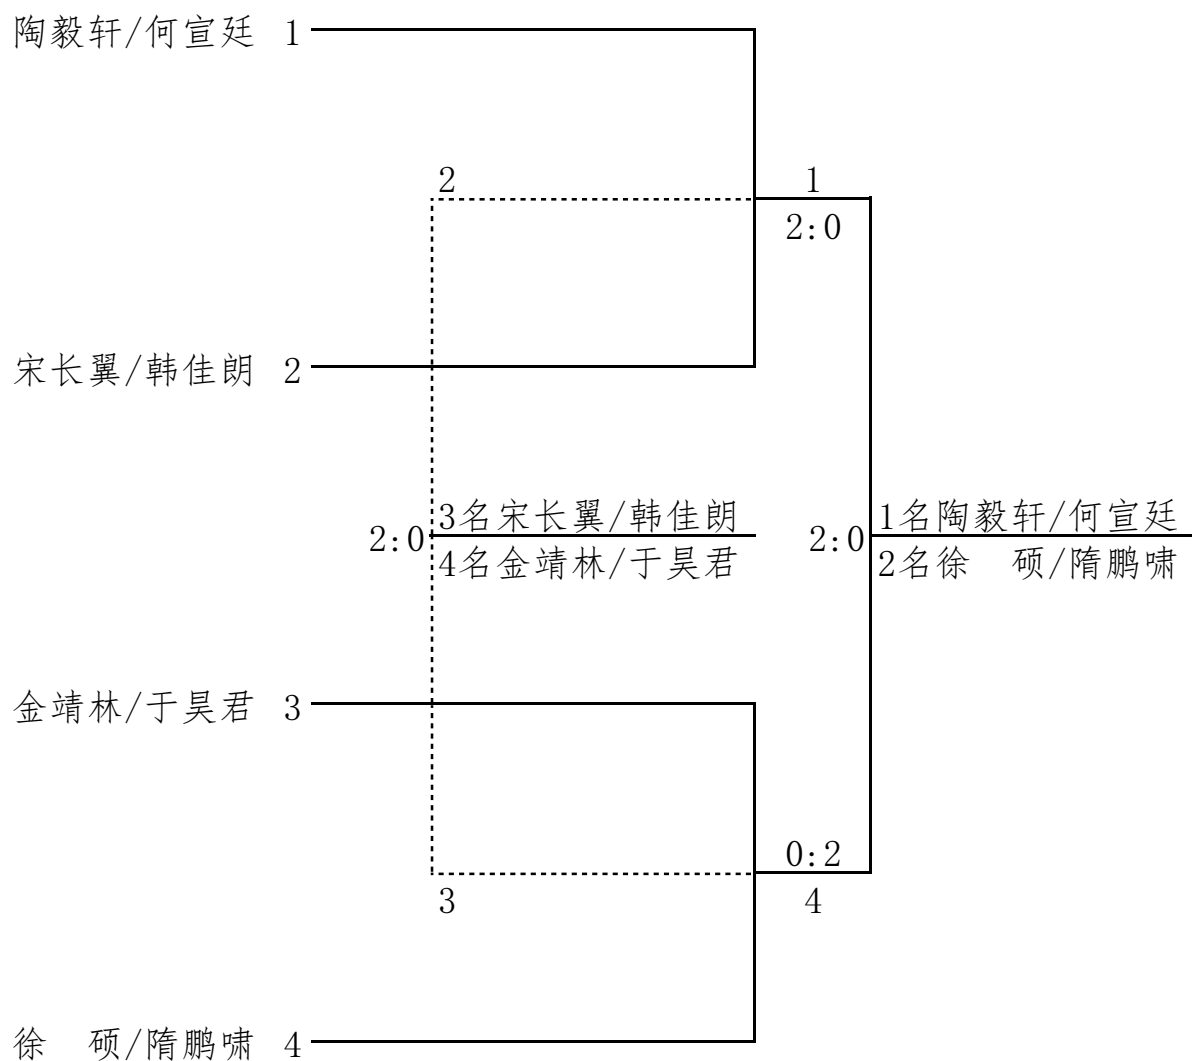 陶毅轩/何宣廷 1
2
1
2:0
宋长翼/韩佳朗 2
3名宋长翼/韩佳朗
2:0
4名金靖林/于昊君
1名陶毅轩/何宣廷
2:0
2名徐　硕/隋鹏啸
金靖林/于昊君 3
0:2
3
4
徐　硕/隋鹏啸 4